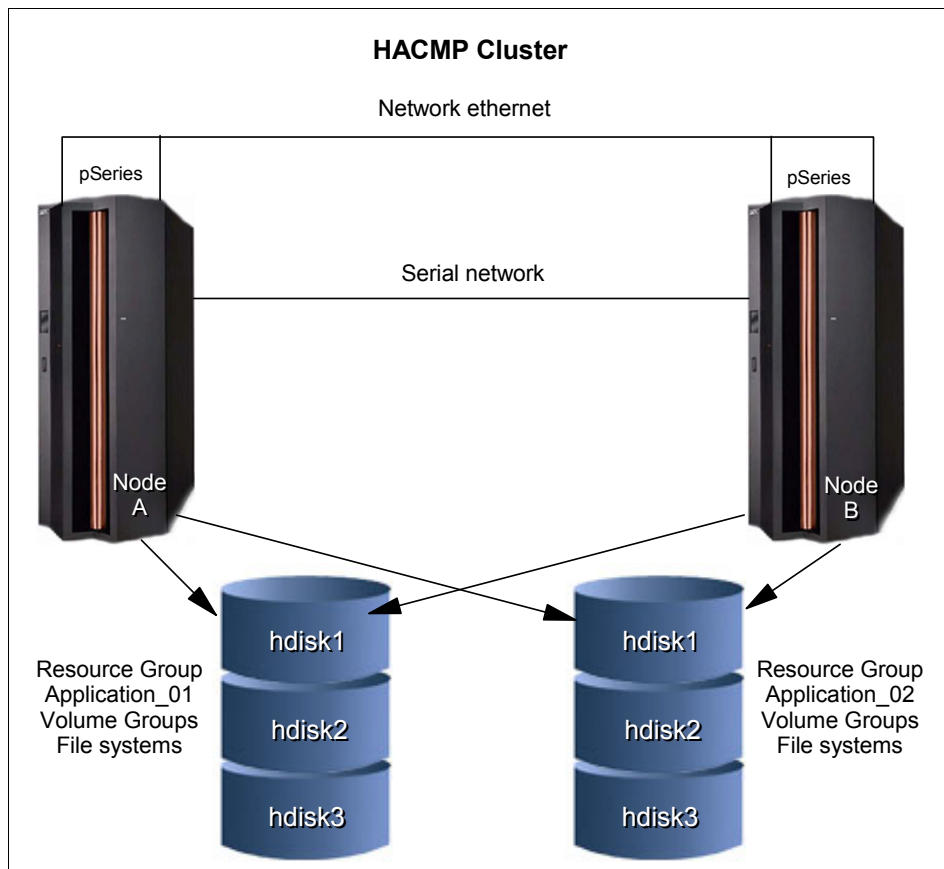 HACMP Cluster
Network ethernet
pSeries
pSeries
Serial network
Node
A
Node
B
hdisk1
hdisk2
hdisk3
hdisk1
hdisk2
hdisk3
Resource Group
Application_01
Volume Groups
File systems
Resource Group
Application_02
Volume Groups
File systems